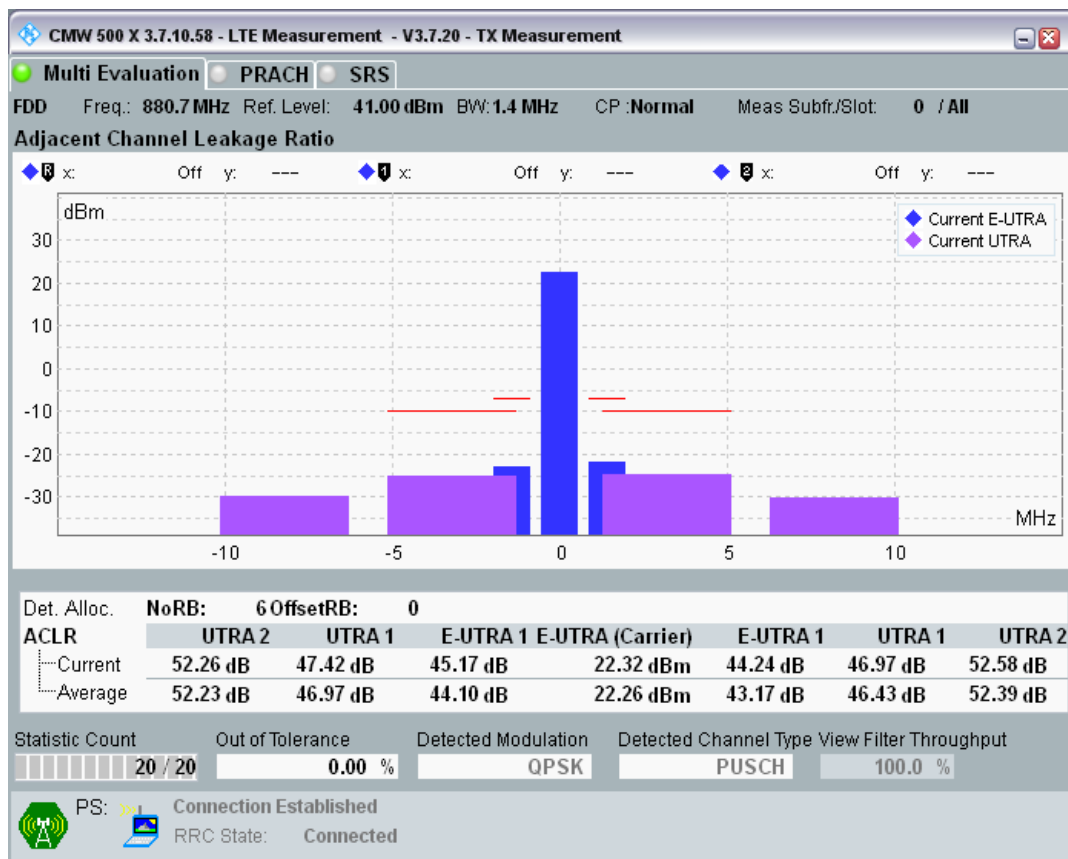 CMW 500 X 3.7.10.58 - LTE Measurement - V3.7.20 - TX Measurement
Multi Evaluation PRACH SRS
FDD Freq.: 880.7 MHz Ref. Level: 41.00 dBm BW: 1.4 MHz CP :Normal Meas Subfr./Slot: 0 / All
Adjacent Channel Leakage Ratio
R x: Off y: --- 1 x: Off y: --- 2 x: Off y: ---
dBm
Current E-UTRA
Current UTRA
30
20
10
0
-10
-20
-30
MHz
-10 -5 0 5 10
Det. Alloc. NoRB: 6 OffsetRB: 0
ACLR UTRA 2 UTRA 1 E-UTRA 1 E-UTRA (Carrier) E-UTRA 1 UTRA 1 UTRA 2
Current 52.26 dB 47.42 dB 45.17 dB 22.32 dBm 44.24 dB 46.97 dB 52.58 dB
Average 52.23 dB 46.97 dB 44.10 dB 22.26 dBm 43.17 dB 46.43 dB 52.39 dB
Statistic Count Out of Tolerance Detected Modulation Detected Channel Type View Filter Throughput
20 / 20 0.00 % QPSK PUSCH 100.0 %
PS: Connection Established
RRC State: Connected